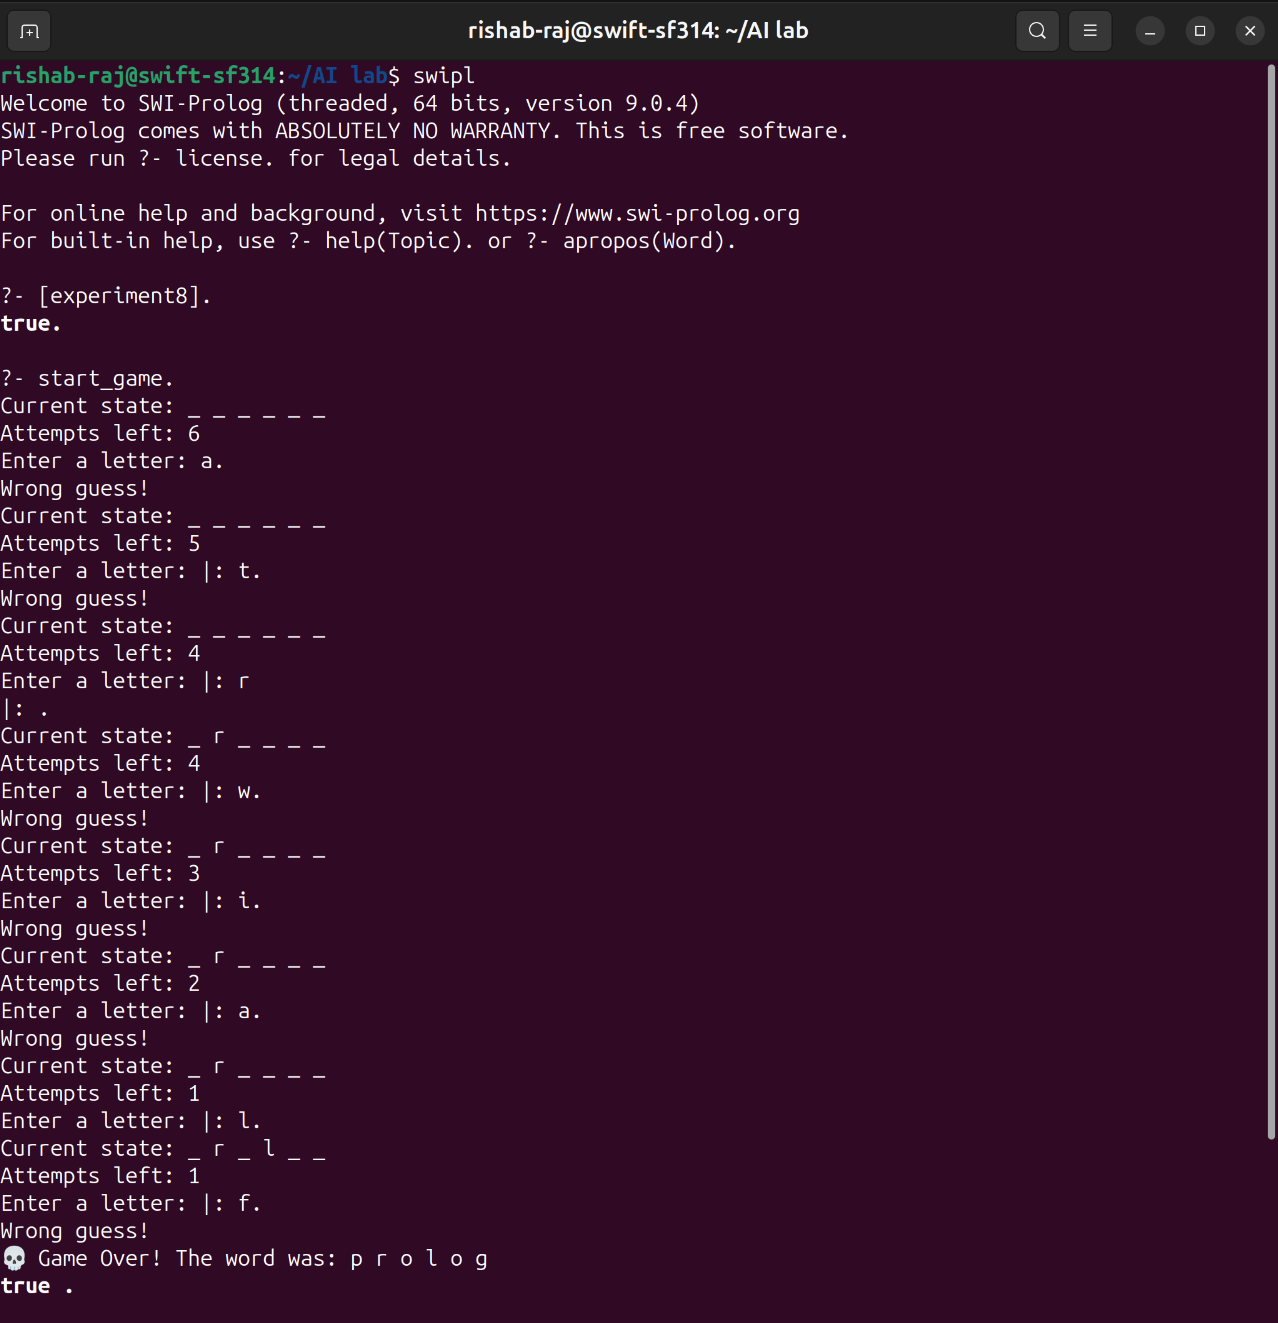 rishab-raj@swift-sf314: ~/AI lab
rishab-raj@swift-sf314:~/AI lab$ swipl
Welcome to SWI-Prolog (threaded, 64 bits, version 9.0.4)
SWI-Prolog comes with ABSOLUTELY NO WARRANTY. This is free software.
Please run ?- license. for legal details.
For online help and background, visit https://www.swi-prolog.org
For built-in help, use ?- help(Topic). or ?- apropos(Word).
?- [experiment8].
true.
?- start_game.
Current state: _ _ _ _ _ _
Attempts left: 6
Enter a letter: a.
Wrong guess!
Current state: _ _ _ _ _ _
Attempts left: 5
Enter a letter: |: t.
Wrong guess!
Current state: _ _ _ _ _ _
Attempts left: 4
Enter a letter: |: r
|: .
Current state: _ r _ _ _ _
Attempts left: 4
Enter a letter: |: w.
Wrong guess!
Current state: _ r _ _ _ _
Attempts left: 3
Enter a letter: |: i.
Wrong guess!
Current state: _ r _ _ _ _
Attempts left: 2
Enter a letter: |: a.
Wrong guess!
Current state: _ r _ _ _ _
Attempts left: 1
Enter a letter: |: l.
Current state: _ r _ l _ _
Attempts left: 1
Enter a letter: |: f.
Wrong guess!
💀 Game Over! The word was: p r o l o g
true .